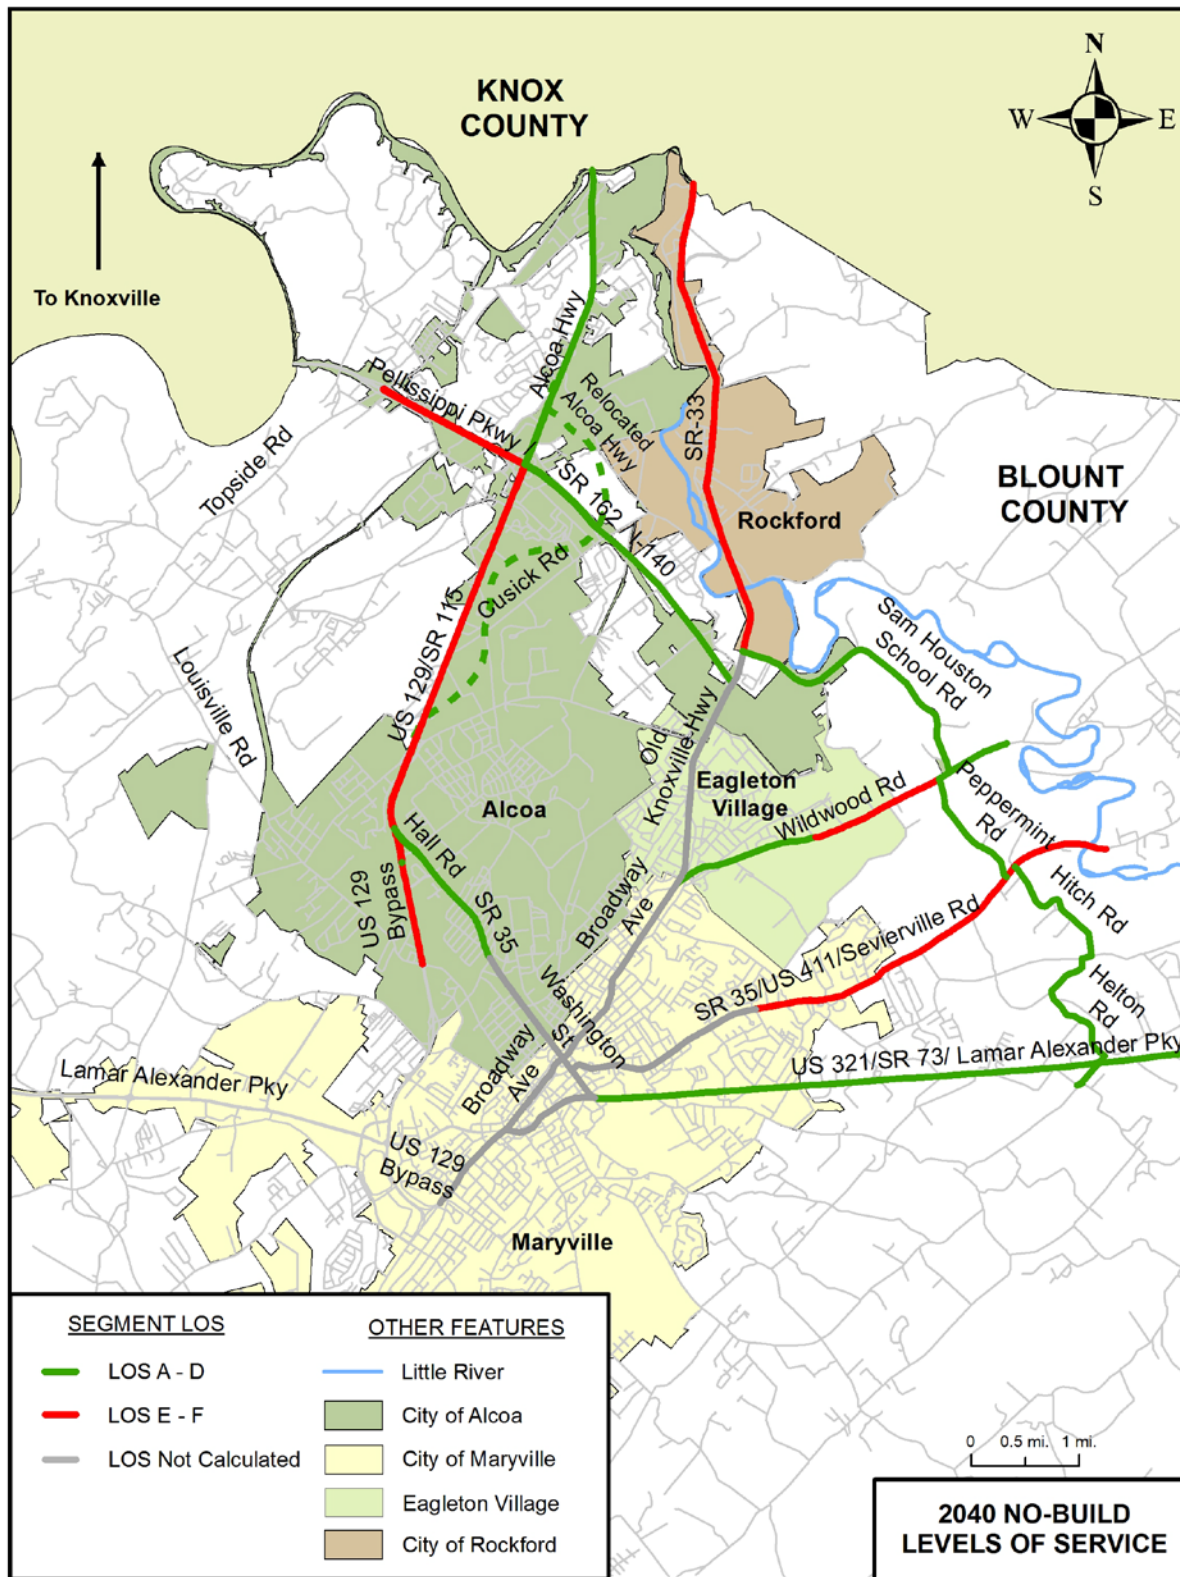 KNOX
COUNTY
N
W
E
S
To Knoxville
Alcoa Hwy
Relocated
Alcoa Hwy
Pellissippi Pkwy
SR-33
Topside Rd
SR 162 / I-140
Rockford
BLOUNT
COUNTY
Cusick Rd
US 129/SR 115
Sam Houston
School Rd
Louisville Rd
Old
Knoxville Hwy
Eagleton
Village
Alcoa
Wildwood Rd
Peppermint
Rd
Hall Rd
US 129
Bypass
SR 35
Broadway
Ave
Hitch Rd
SR 35/US 411/Sevierville Rd
Washington
St
Helton
Rd
Broadway
Ave
US 321/SR 73/ Lamar Alexander Pky
Lamar Alexander Pky
US 129
Bypass
Maryville
SEGMENT LOS
LOS A - D
LOS E - F
LOS Not Calculated
OTHER FEATURES
Little River
City of Alcoa
City of Maryville
Eagleton Village
City of Rockford
0 0.5 mi. 1 mi.
2040 NO-BUILD
LEVELS OF SERVICE